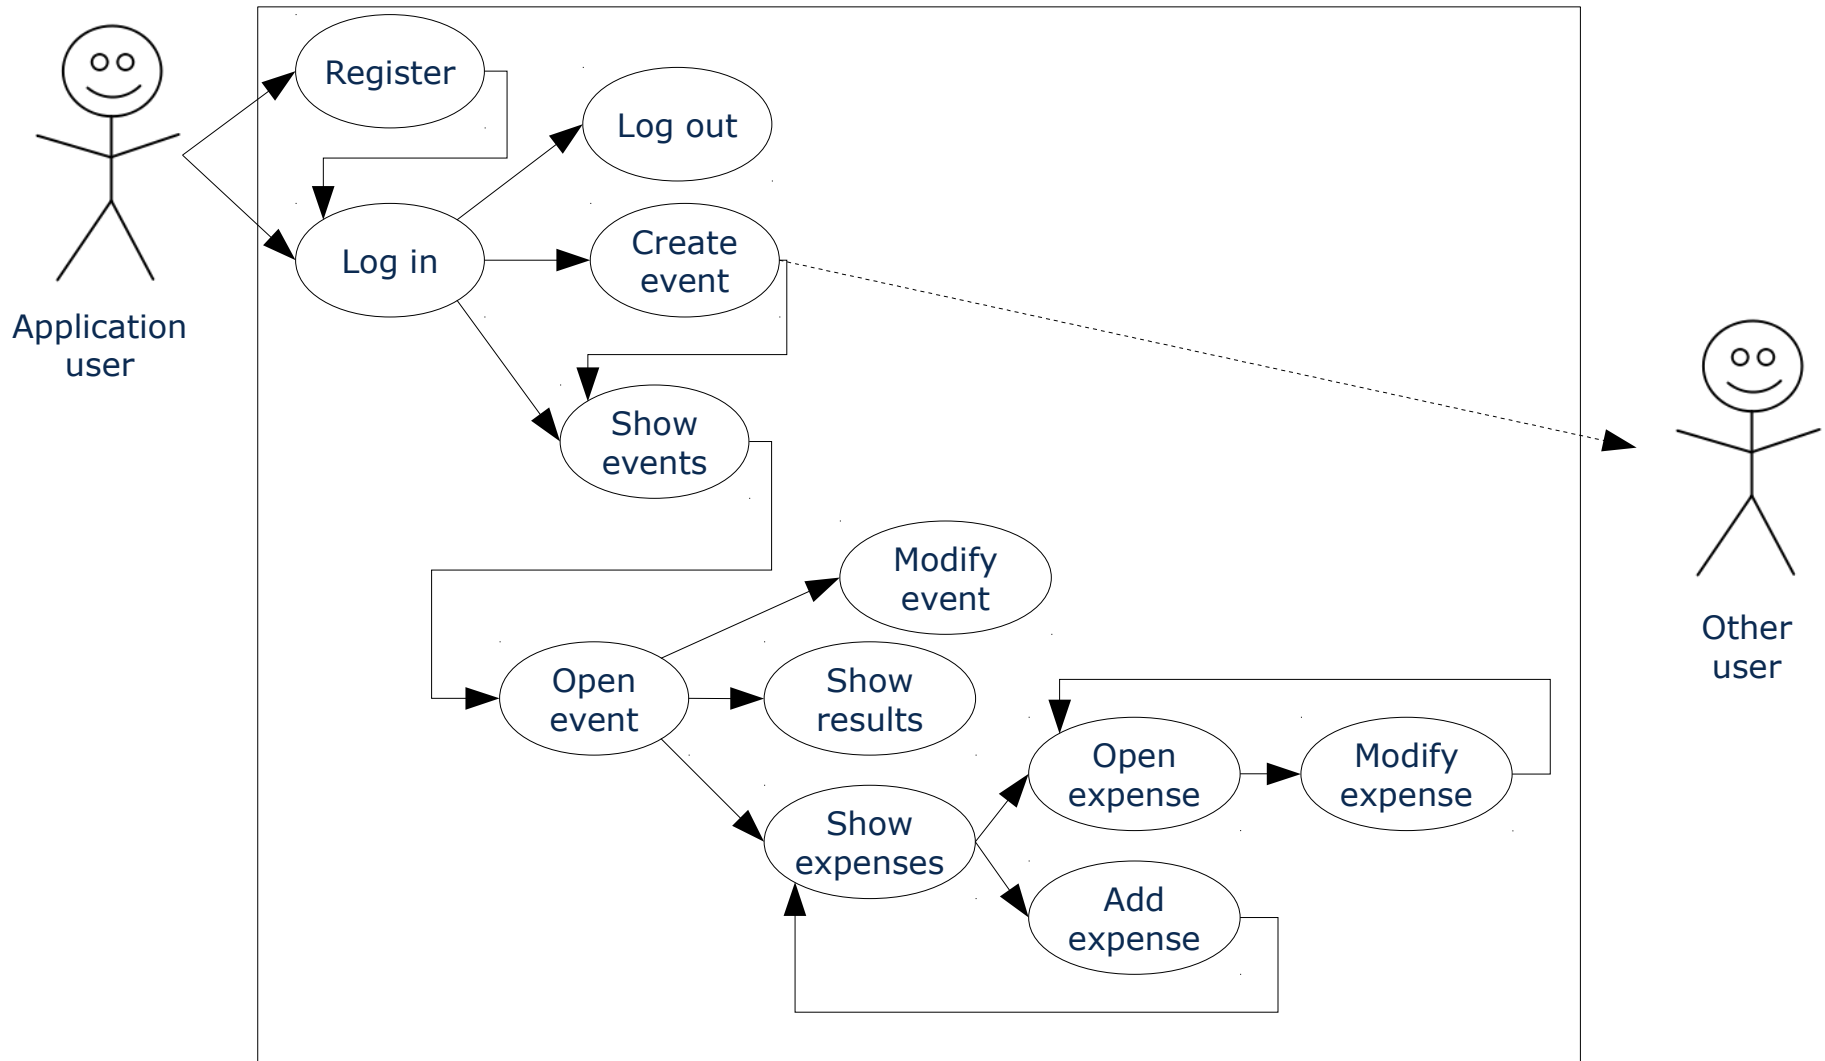 Register
Log out
Log in
Create
event
Application
user
Show
events
Other
user
Modify
event
Open
event
Show
results
Open
expense
Modify
expense
Show
expenses
Add
expense